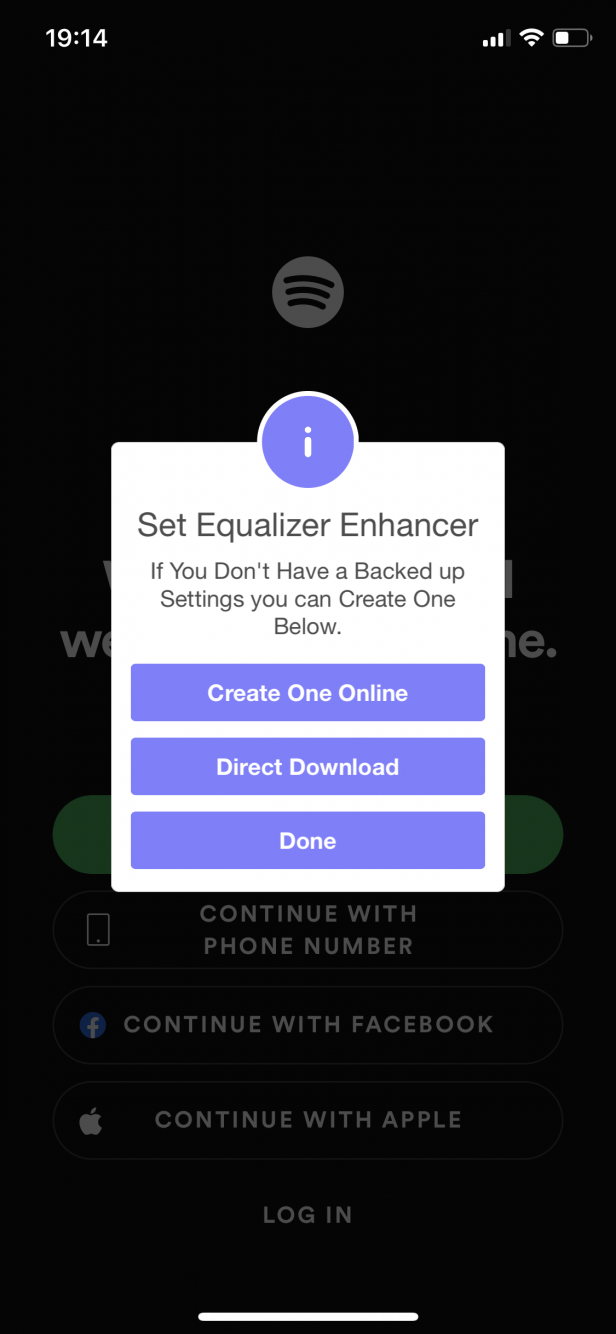 19:14
Set Equalizer Enhancer
If You Don't Have a Backed up
Settings you can Create One
Below.
Create One Online
Direct Download
Done
CONTINUE WITH
PHONE NUMBER
CONTINUE WITH FACEBOOK
CONTINUE WITH APPLE
LOG IN